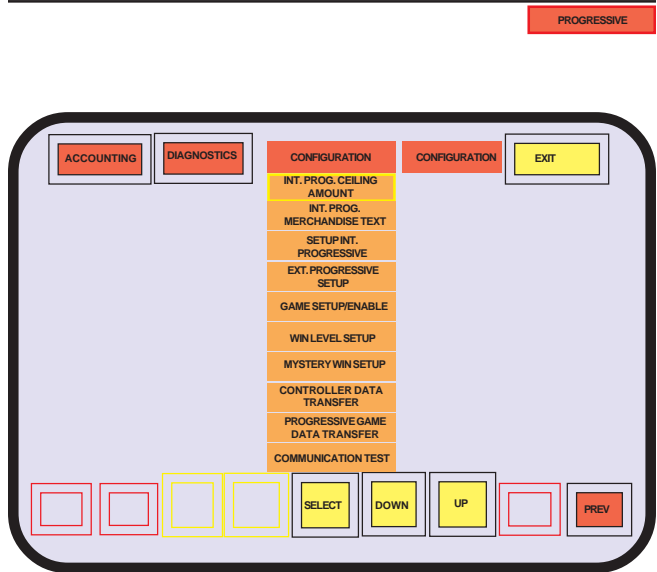 PROGRESSIVE
ACCOUNTING
DIAGNOSTICS
CONFIGURATION
CONFIGURATION
EXIT
INT. PROG. CEILING
AMOUNT
INT. PROG.
MERCHANDISE TEXT
SETUP INT.
PROGRESSIVE
EXT. PROGRESSIVE
SETUP
GAME SETUP/ENABLE
WIN LEVEL SETUP
MYSTERY WIN SETUP
CONTROLLER DATA
TRANSFER
PROGRESSIVE GAME
DATA TRANSFER
COMMUNICATION TEST
SELECT
DOWN
UP
PREV